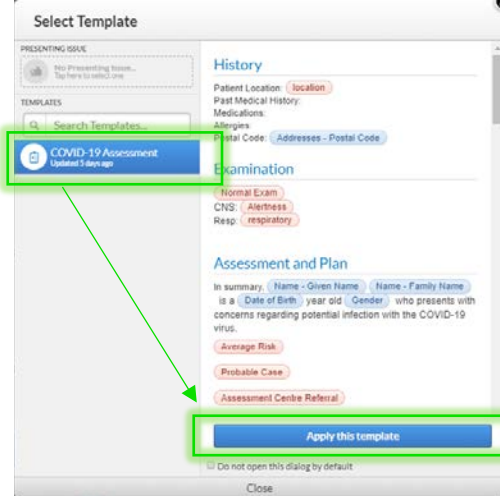 Select Template
PRESENTING ISSUE
No Presenting Issue...
Tap here to select one
TEMPLATES
Search Templates...
COVID-19 Assessment
Updated 5 days ago
History
Patient Location: location
Past Medical History:
Medications:
Allergies
Postal Code: Addresses - Postal Code
Examination
Normal Exam
CNS: Alertness
Resp: respiratory
Assessment and Plan
In summary, Name - Given Name Name - Family Name
is a Date of Birth year old Gender who presents with
concerns regarding potential infection with the COVID-19
virus.
Average Risk
Probable Case
Assessment Centre Referral
Apply this template
Do not open this dialog by default
Close